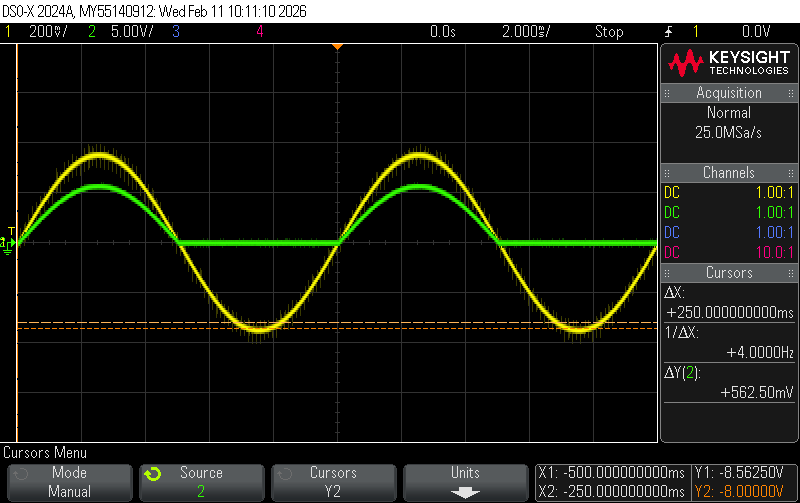 DSO-X 2024A, MY55140912: Wed Feb 11 10:11:10 2026
1 200mV/ 2 5.00V/ 3 4 0.0s 2.000ms/ Stop 1 0.0V
KEYSIGHT
TECHNOLOGIES
Acquisition
Normal
25.0MSa/s
Channels
DC 1.00:1
DC 1.00:1
DC 1.00:1
DC 10.0:1
Cursors
ΔX:
+250.000000000ms
1/ΔX:
+4.0000Hz
ΔY(2):
+562.50mV
T
2
Cursors Menu
Mode
Manual
Source
2
Cursors
Y2
Units
X1: -500.000000000ms
X2: -250.000000000ms
Y1: -8.56250V
Y2: -8.00000V